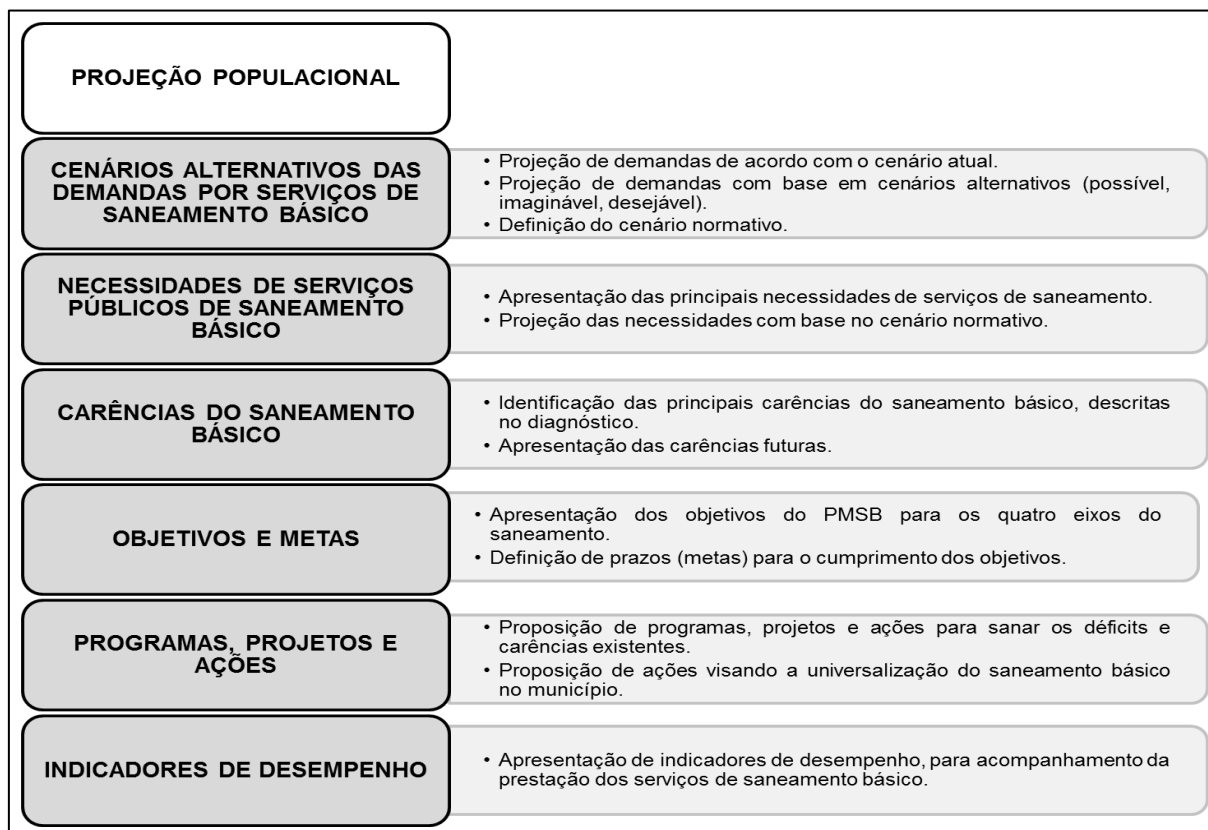 PROJEÇÃO POPULACIONAL
CENÁRIOS ALTERNATIVOS DAS
DEMANDAS POR SERVIÇOS DE
SANEAMENTO BÁSICO
• Projeção de demandas de acordo com o cenário atual.
• Projeção de demandas com base em cenários alternativos (possível,
imaginável, desejável).
• Definição do cenário normativo.
NECESSIDADES DE SERVIÇOS
PÚBLICOS DE SANEAMENTO
BÁSICO
• Apresentação das principais necessidades de serviços de saneamento.
• Projeção das necessidades com base no cenário normativo.
CARÊNCIAS DO SANEAMENTO
BÁSICO
• Identificação das principais carências do saneamento básico, descritas
no diagnóstico.
• Apresentação das carências futuras.
OBJETIVOS E METAS
• Apresentação dos objetivos do PMSB para os quatro eixos do
saneamento.
• Definição de prazos (metas) para o cumprimento dos objetivos.
PROGRAMAS, PROJETOS E
AÇÕES
• Proposição de programas, projetos e ações para sanar os déficits e
carências existentes.
• Proposição de ações visando a universalização do saneamento básico
no município.
INDICADORES DE DESEMPENHO
• Apresentação de indicadores de desempenho, para acompanhamento da
prestação dos serviços de saneamento básico.